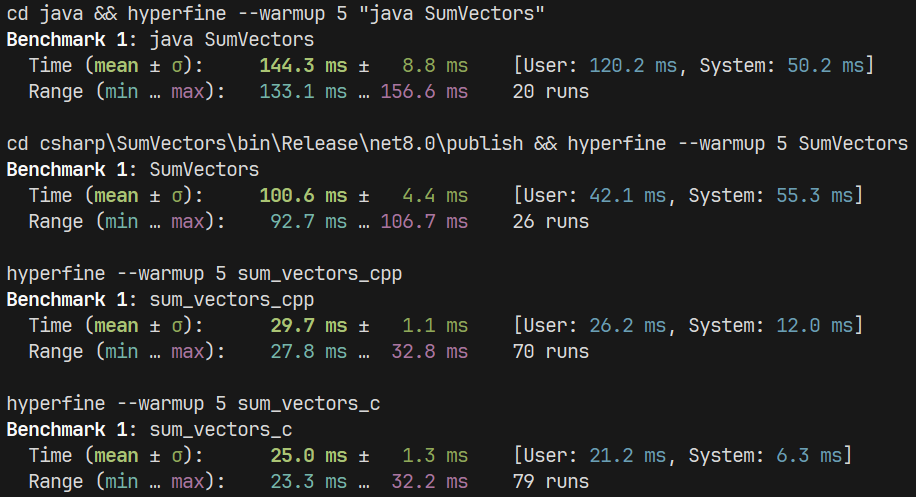 cd java && hyperfine --warmup 5 "java SumVectors"
Benchmark 1: java SumVectors
  Time (mean ± σ):     144.3 ms ±   8.8 ms    [User: 120.2 ms, System: 50.2 ms]
  Range (min … max):   133.1 ms … 156.6 ms    20 runs

cd csharp\SumVectors\bin\Release\net8.0\publish && hyperfine --warmup 5 SumVectors
Benchmark 1: SumVectors
  Time (mean ± σ):     100.6 ms ±   4.4 ms    [User: 42.1 ms, System: 55.3 ms]
  Range (min … max):    92.7 ms … 106.7 ms    26 runs

hyperfine --warmup 5 sum_vectors_cpp
Benchmark 1: sum_vectors_cpp
  Time (mean ± σ):      29.7 ms ±   1.1 ms    [User: 26.2 ms, System: 12.0 ms]
  Range (min … max):    27.8 ms …  32.8 ms    70 runs

hyperfine --warmup 5 sum_vectors_c
Benchmark 1: sum_vectors_c
  Time (mean ± σ):      25.0 ms ±   1.3 ms    [User: 21.2 ms, System: 6.3 ms]
  Range (min … max):    23.3 ms …  32.2 ms    79 runs